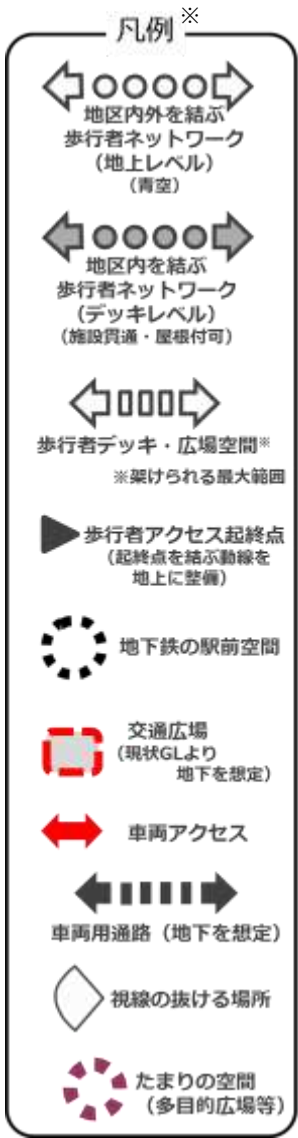 凡例※
地区内外を結ぶ
歩行者ネットワーク
(地上レベル)
(青空)
地区内を結ぶ
歩行者ネットワーク
(デッキレベル)
(施設貫通・屋根付可)
歩行者デッキ・広場空間※
※架けられる最大範囲
歩行者アクセス起終点
(起終点を結ぶ動線を
地上に整備)
地下鉄の駅前空間
交通広場
(現状GLより
地下を想定)
車両アクセス
車両用通路(地下を想定)
視線の抜ける場所
たまりの空間
(多目的広場等)